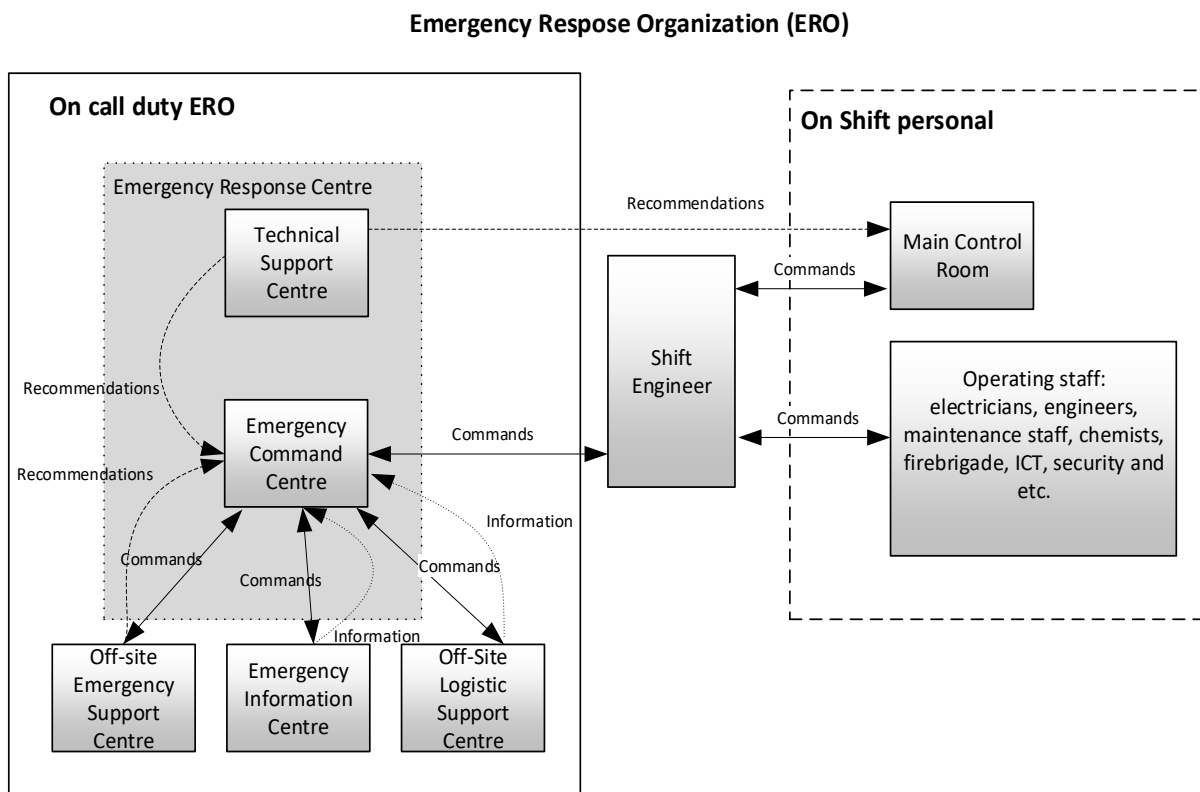 Emergency Respose Organization (ERO)
On call duty ERO
On Shift personal
Emergency Response Centre
Technical
Support
Centre
Recommendations
Main Control
Room
Commands
Shift
Engineer
Recommendations
Operating staff:
electricians, engineers,
maintenance staff, chemists,
firebrigade, ICT, security and
etc.
Commands
Emergency
Command
Centre
Commands
Recommendations
Information
Commands
Commands
Commands
Information
Off-site
Emergency
Support
Centre
Emergency
Information
Centre
Off-Site
Logistic
Support
Centre